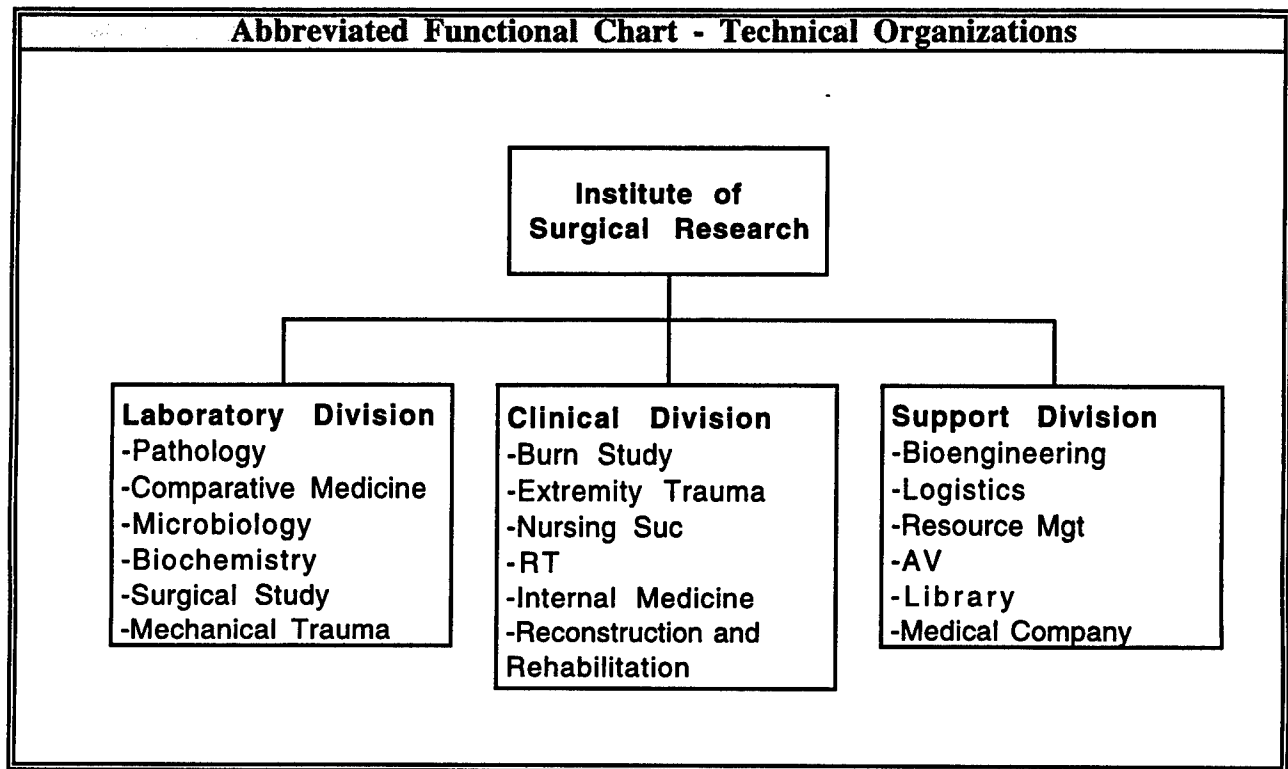 Abbreviated Functional Chart - Technical Organizations
Institute of
Surgical Research
Laboratory Division
-Pathology
-Comparative Medicine
-Microbiology
-Biochemistry
-Surgical Study
-Mechanical Trauma
Clinical Division
-Burn Study
-Extremity Trauma
-Nursing Suc
-RT
-Internal Medicine
-Reconstruction and
Rehabilitation
Support Division
-Bioengineering
-Logistics
-Resource Mgt
-AV
-Library
-Medical Company